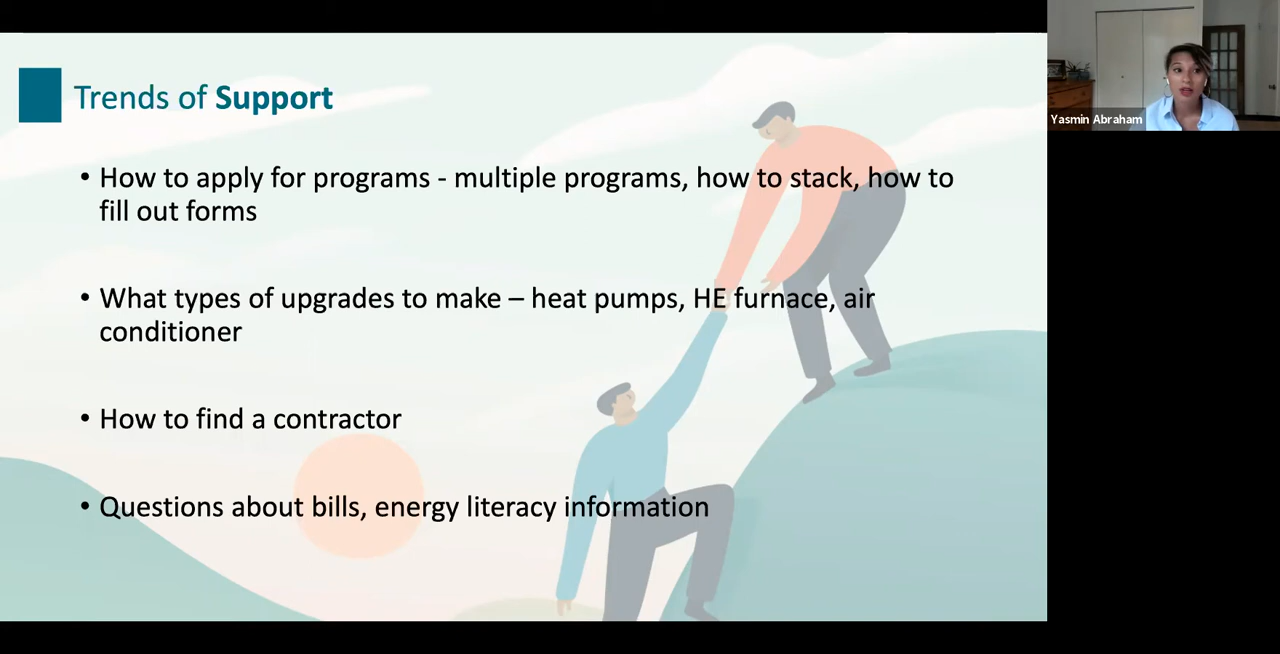 Trends of Support
• How to apply for programs - multiple programs, how to stack, how to
fill out forms
• What types of upgrades to make – heat pumps, HE furnace, air
conditioner
• How to find a contractor
• Questions about bills, energy literacy information
Yasmin Abraham